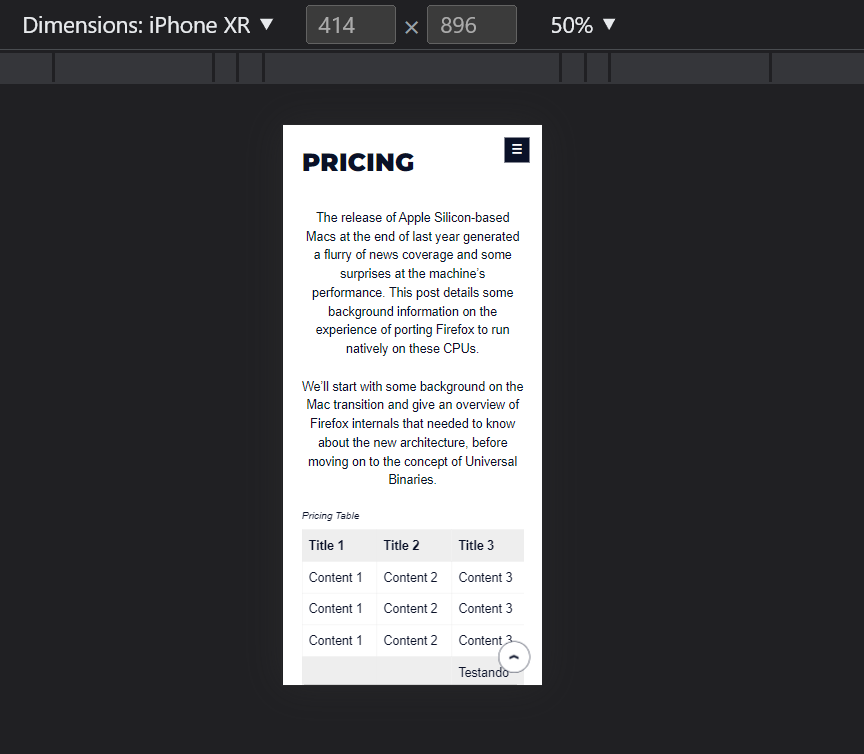 Dimensions: iPhone XR ▼ 414 × 896 50% ▼
PRICING
The release of Apple Silicon-based
Macs at the end of last year generated
a flurry of news coverage and some
surprises at the machine's
performance. This post details some
background information on the
experience of porting Firefox to run
natively on these CPUs.
We'll start with some background on the
Mac transition and give an overview of
Firefox internals that needed to know
about the new architecture, before
moving on to the concept of Universal
Binaries.
Pricing Table
Title 1 Title 2 Title 3
Content 1 Content 2 Content 3
Content 1 Content 2 Content 3
Content 1 Content 2 Content 3
Testando